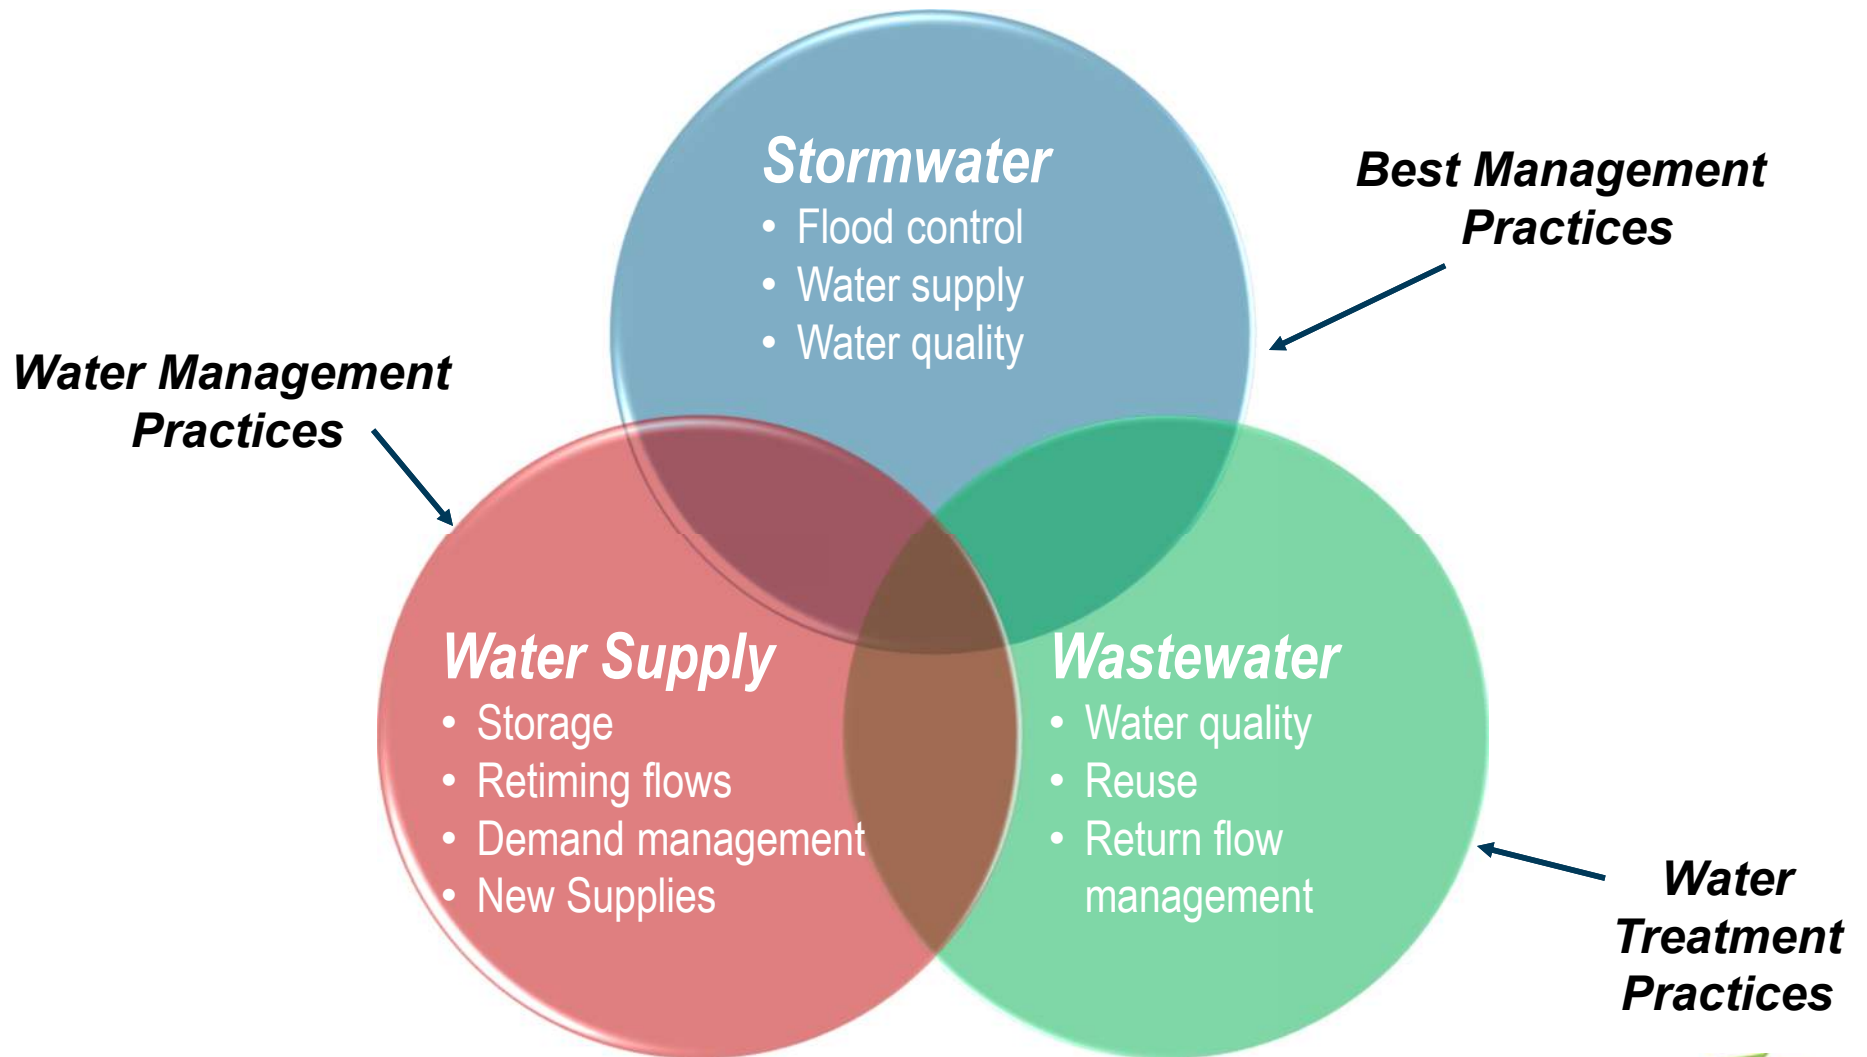 Stormwater
• Flood control
• Water supply
• Water quality
Best Management
Practices
Water Management
Practices
Water Supply
• Storage
• Retiming flows
• Demand management
• New Supplies
Wastewater
• Water quality
• Reuse
• Return flow
management
Water
Treatment
Practices